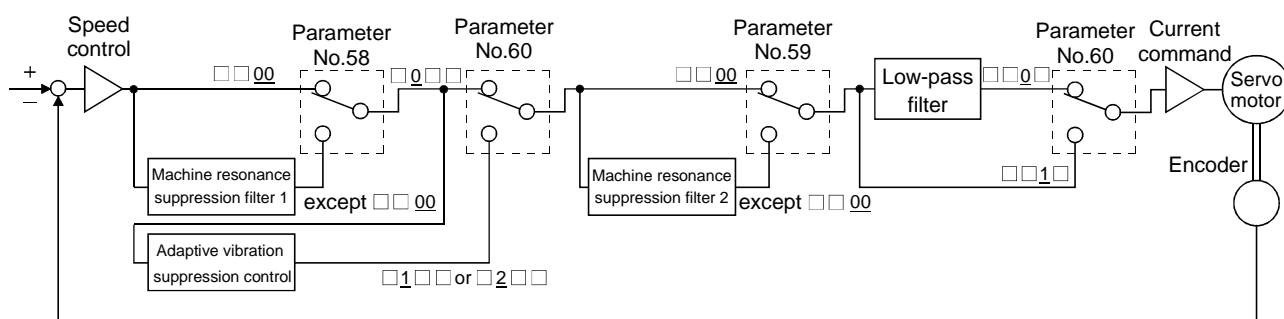 Speed
control
Parameter
No.58
Parameter
No.60
Parameter
No.59
Parameter
No.60
Current
command
+
−
□□00
□0□□
□□00
Low-pass
filter
□□0□
Servo
motor
Machine resonance
suppression filter 1
except □□00
Machine resonance
suppression filter 2
except □□00
□□1□
Encoder
Adaptive vibration
suppression control
□1□□ or □2□□